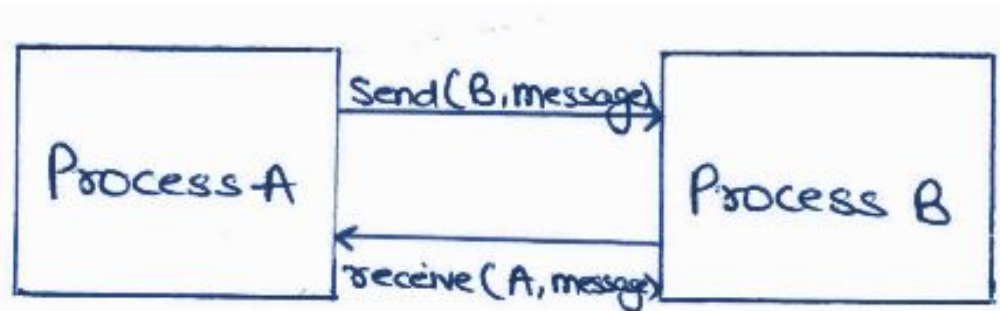 Send(B,message)
Process-A
Process B
receive(A,message)